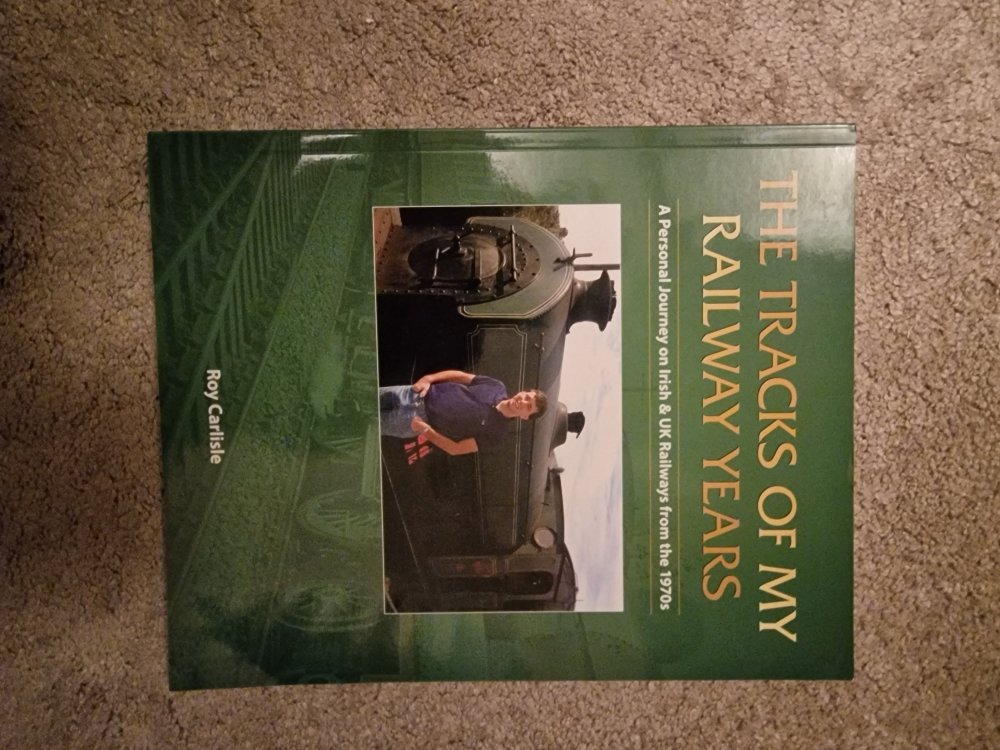 THE TRACKS OF MY
RAILWAY YEARS
A Personal Journey on Irish & UK Railways from the 1970s
Roy Carlisle